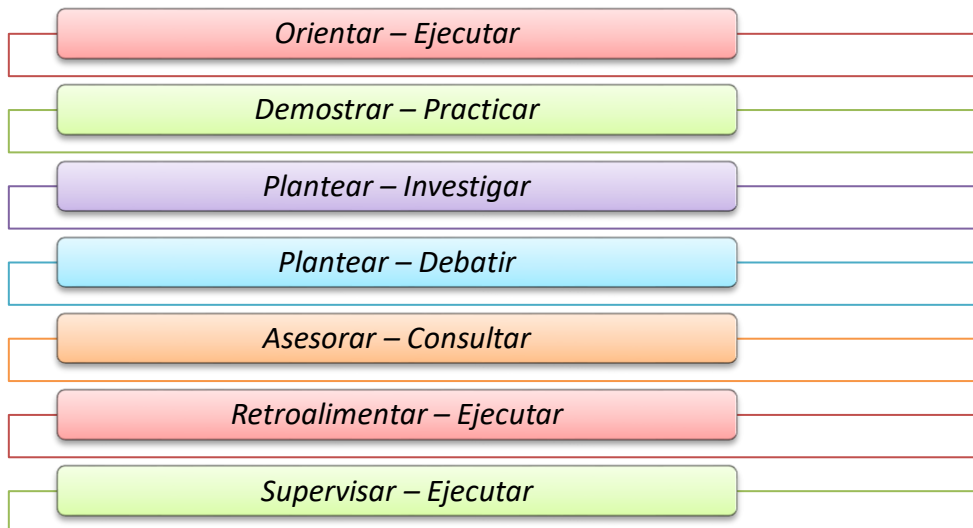 Orientar – Ejecutar
Demostrar – Practicar
Plantear – Investigar
Plantear – Debatir
Asesorar – Consultar
Retroalimentar – Ejecutar
Supervisar – Ejecutar